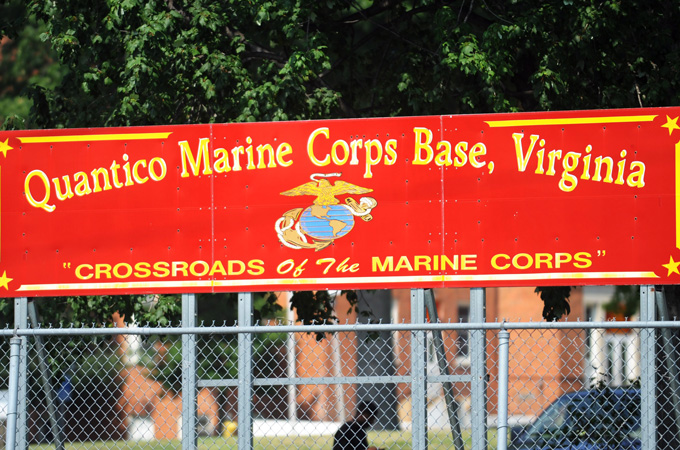 Quantico Marine Corps Base, Virginia
"CROSSROADS Of The MARINE CORPS"